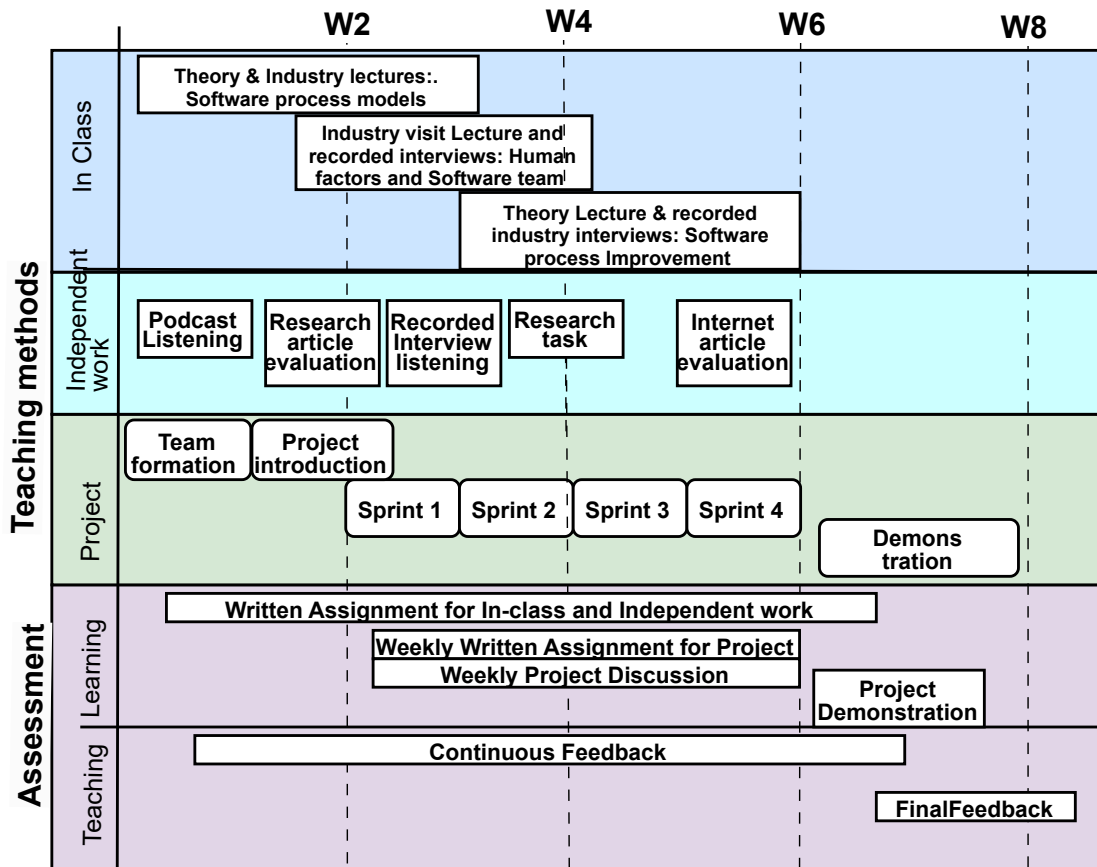 W2
W4
W6
W8
Teaching methods
In Class
Theory & Industry lectures:.
Software process models
Industry visit Lecture and
recorded interviews: Human
factors and Software team
Theory Lecture & recorded
industry interviews: Software
process Improvement
Independent
work
Podcast
Listening
Research
article
evaluation
Recorded
Interview
listening
Research
task
Internet
article
evaluation
Project
Team
formation
Project
introduction
Sprint 1
Sprint 2
Sprint 3
Sprint 4
Demons
tration
Assessment
Learning
Written Assignment for In-class and Independent work
Weekly Written Assignment for Project
Weekly Project Discussion
Project
Demonstration
Teaching
Continuous Feedback
FinalFeedback